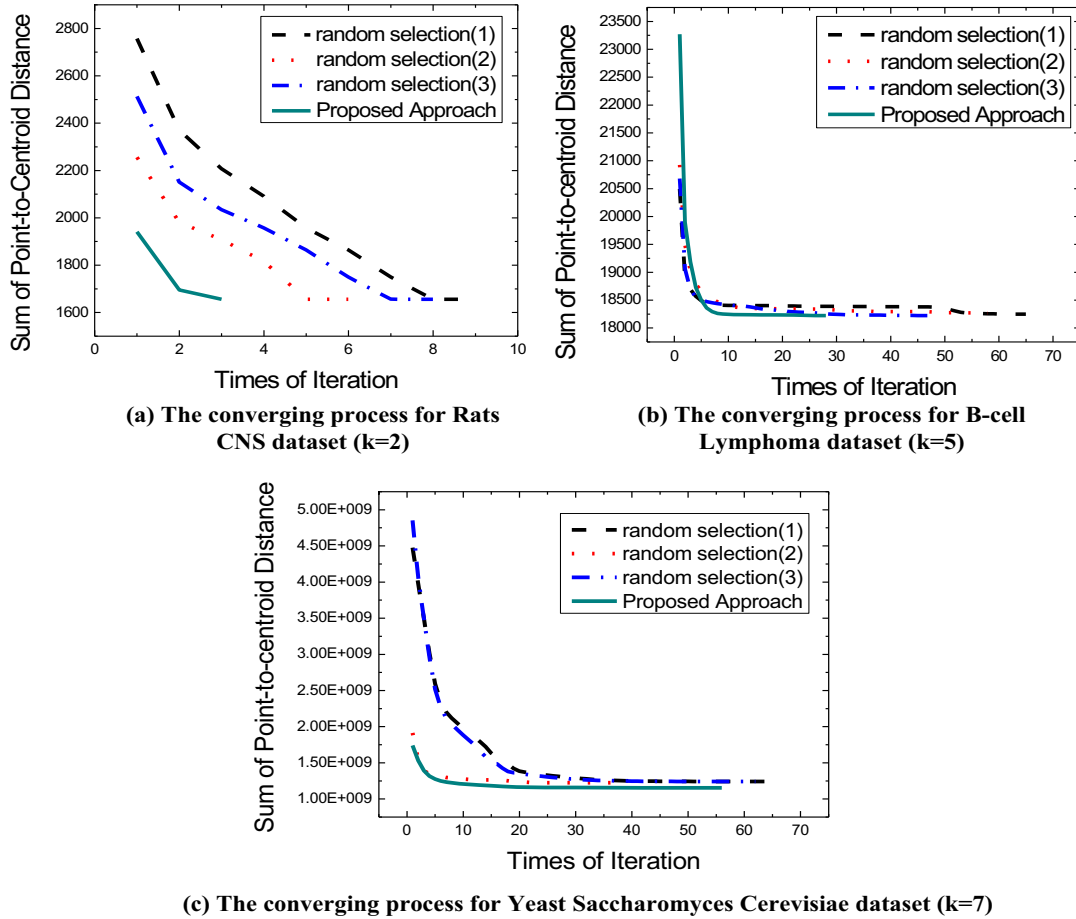 2800
2600
2400
2200
2000
1800
1600
0
2
4
6
8
10
Sum of Point-to-Centroid Distance
Times of Iteration
random selection(1)
random selection(2)
random selection(3)
Proposed Approach
(a) The converging process for Rats
CNS dataset (k=2)
23500
23000
22500
22000
21500
21000
20500
20000
19500
19000
18500
18000
0
10
20
30
40
50
60
70
Sum of Point-to-centroid Distance
Times of Iteration
random selection(1)
random selection(2)
random selection(3)
Proposed Approach
(b) The converging process for B-cell
Lymphoma dataset (k=5)
5.00E+009
4.50E+009
4.00E+009
3.50E+009
3.00E+009
2.50E+009
2.00E+009
1.50E+009
1.00E+009
0
10
20
30
40
50
60
70
Sum of Point-to-centroid Distance
Times of Iteration
random selection(1)
random selection(2)
random selection(3)
Proposed Approach
(c) The converging process for Yeast Saccharomyces Cerevisiae dataset (k=7)